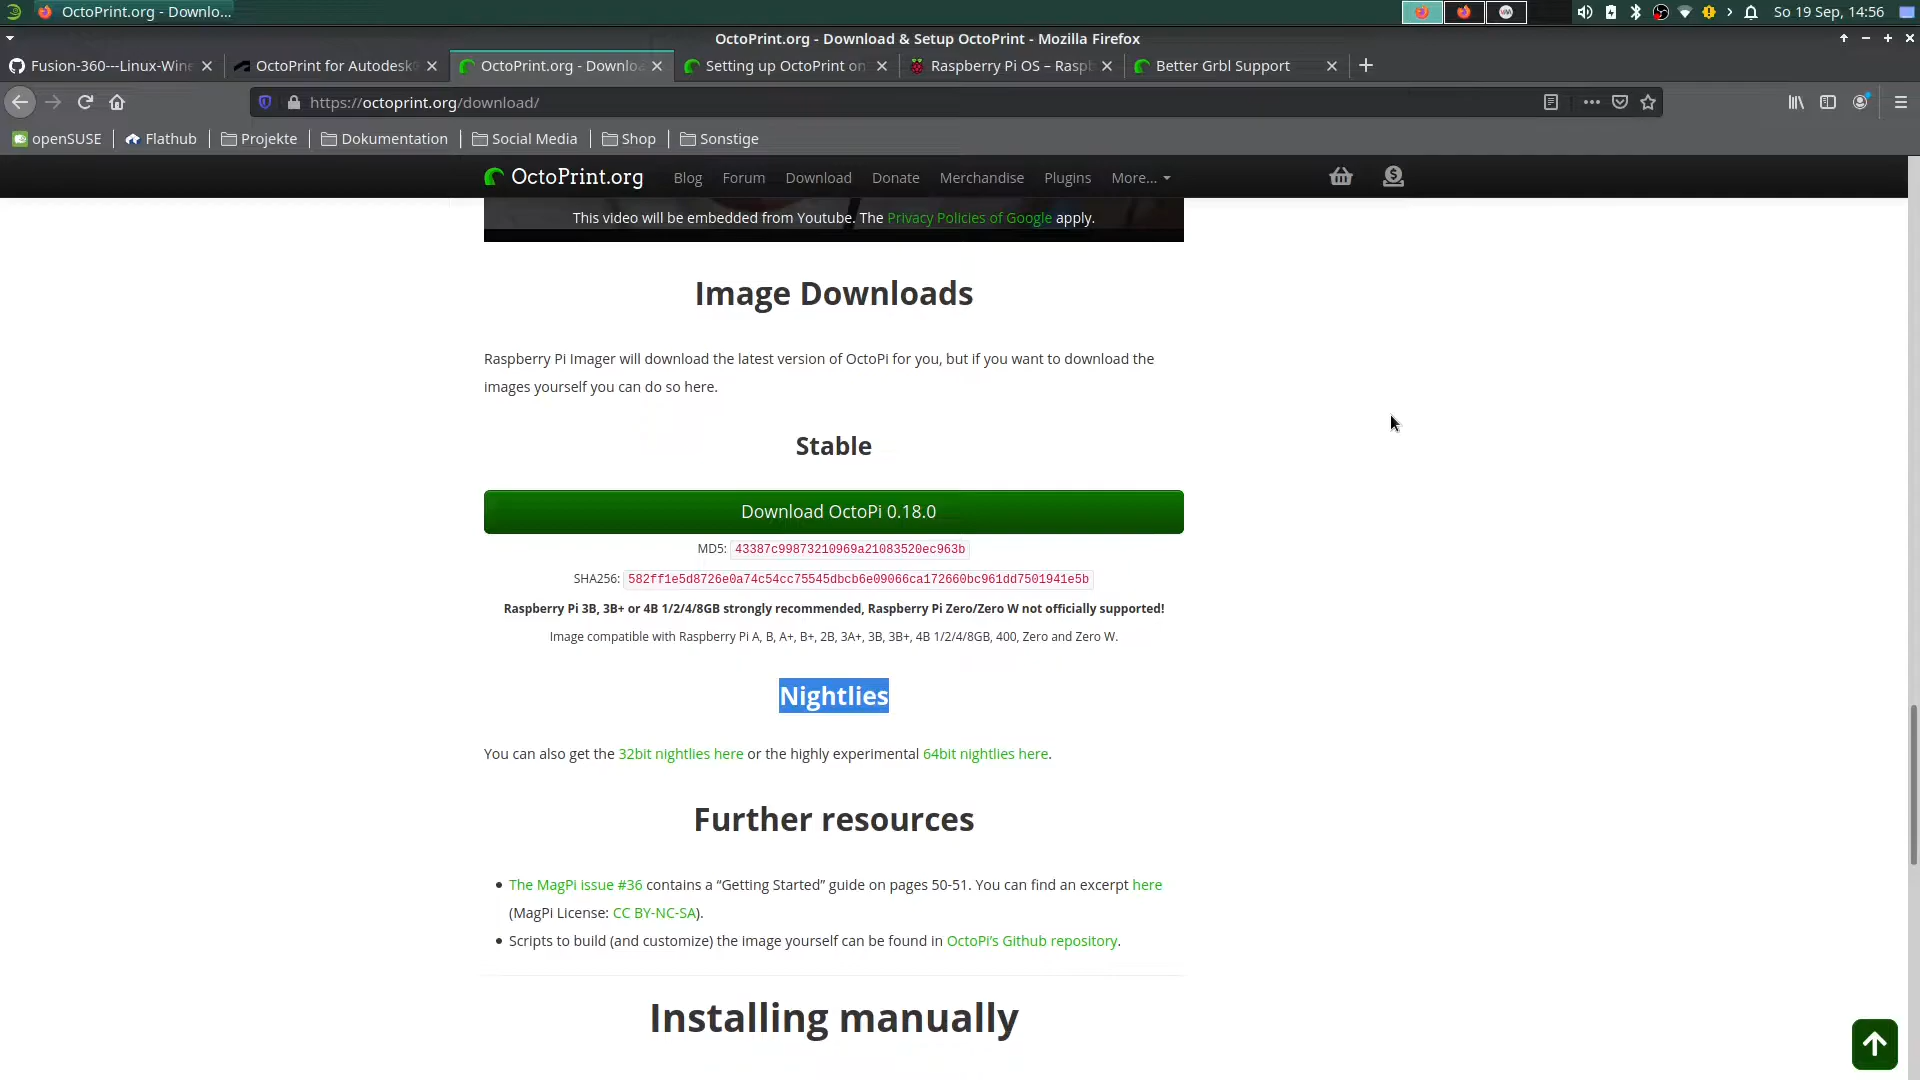 OctoPrint.org - Downlo...
So 19 Sep, 14:56
OctoPrint.org - Download & Setup OctoPrint - Mozilla Firefox
Fusion-360---Linux-Wine
OctoPrint for Autodesk
OctoPrint.org - Downlo
Setting up OctoPrint on
Raspberry Pi OS – Raspb
Better Grbl Support
https://octoprint.org/download/
openSUSE
Flathub
Projekte
Dokumentation
Social Media
Shop
Sonstige
OctoPrint.org
Blog
Forum
Download
Donate
Merchandise
Plugins
More...
This video will be embedded from Youtube. The Privacy Policies of Google apply.
Image Downloads
Raspberry Pi Imager will download the latest version of OctoPi for you, but if you want to download the
images yourself you can do so here.
Stable
Download OctoPi 0.18.0
MD5: 43387c99873210969a21083520ec963b
SHA256: 582ff1e5d8726e0a74c54cc75545dbcb6e09066ca172660bc961dd7501941e5b
Raspberry Pi 3B, 3B+ or 4B 1/2/4/8GB strongly recommended, Raspberry Pi Zero/Zero W not officially supported!
Image compatible with Raspberry Pi A, B, A+, B+, 2B, 3A+, 3B, 3B+, 4B 1/2/4/8GB, 400, Zero and Zero W.
Nightlies
You can also get the 32bit nightlies here or the highly experimental 64bit nightlies here.
Further resources
• The MagPi issue #36 contains a “Getting Started” guide on pages 50-51. You can find an excerpt here
(MagPi License: CC BY-NC-SA).
• Scripts to build (and customize) the image yourself can be found in OctoPi’s Github repository.
Installing manually